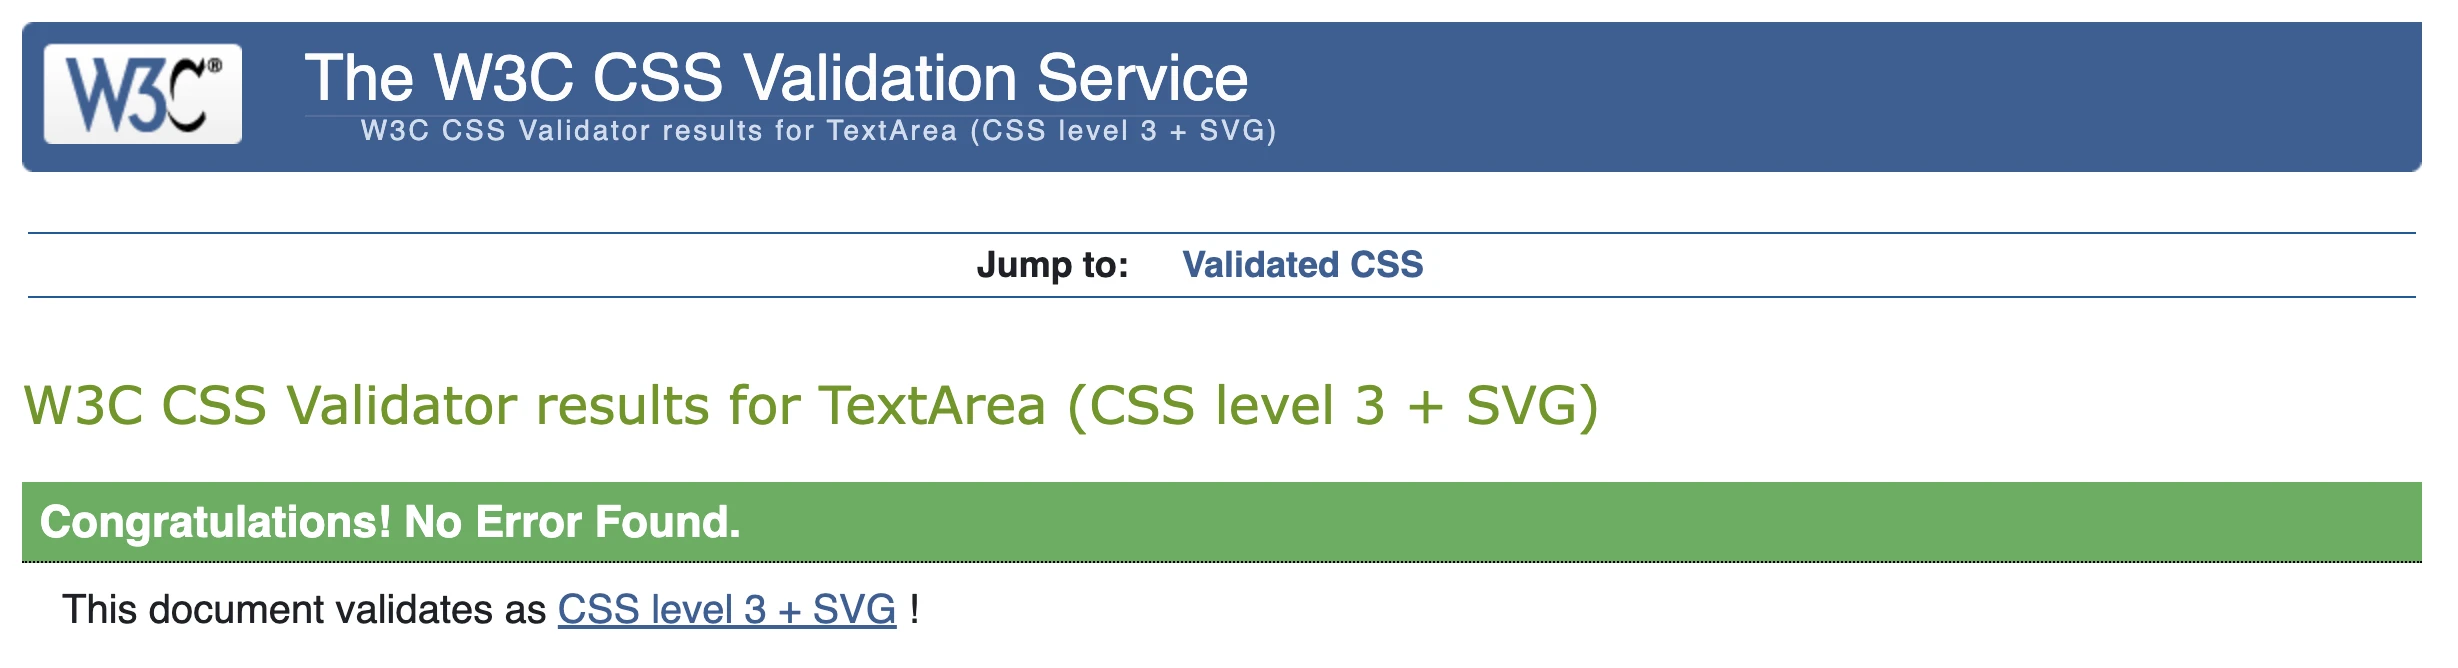 W3C®
The W3C CSS Validation Service
W3C CSS Validator results for TextArea (CSS level 3 + SVG)
Jump to: Validated CSS
W3C CSS Validator results for TextArea (CSS level 3 + SVG)
Congratulations! No Error Found.
This document validates as CSS level 3 + SVG !